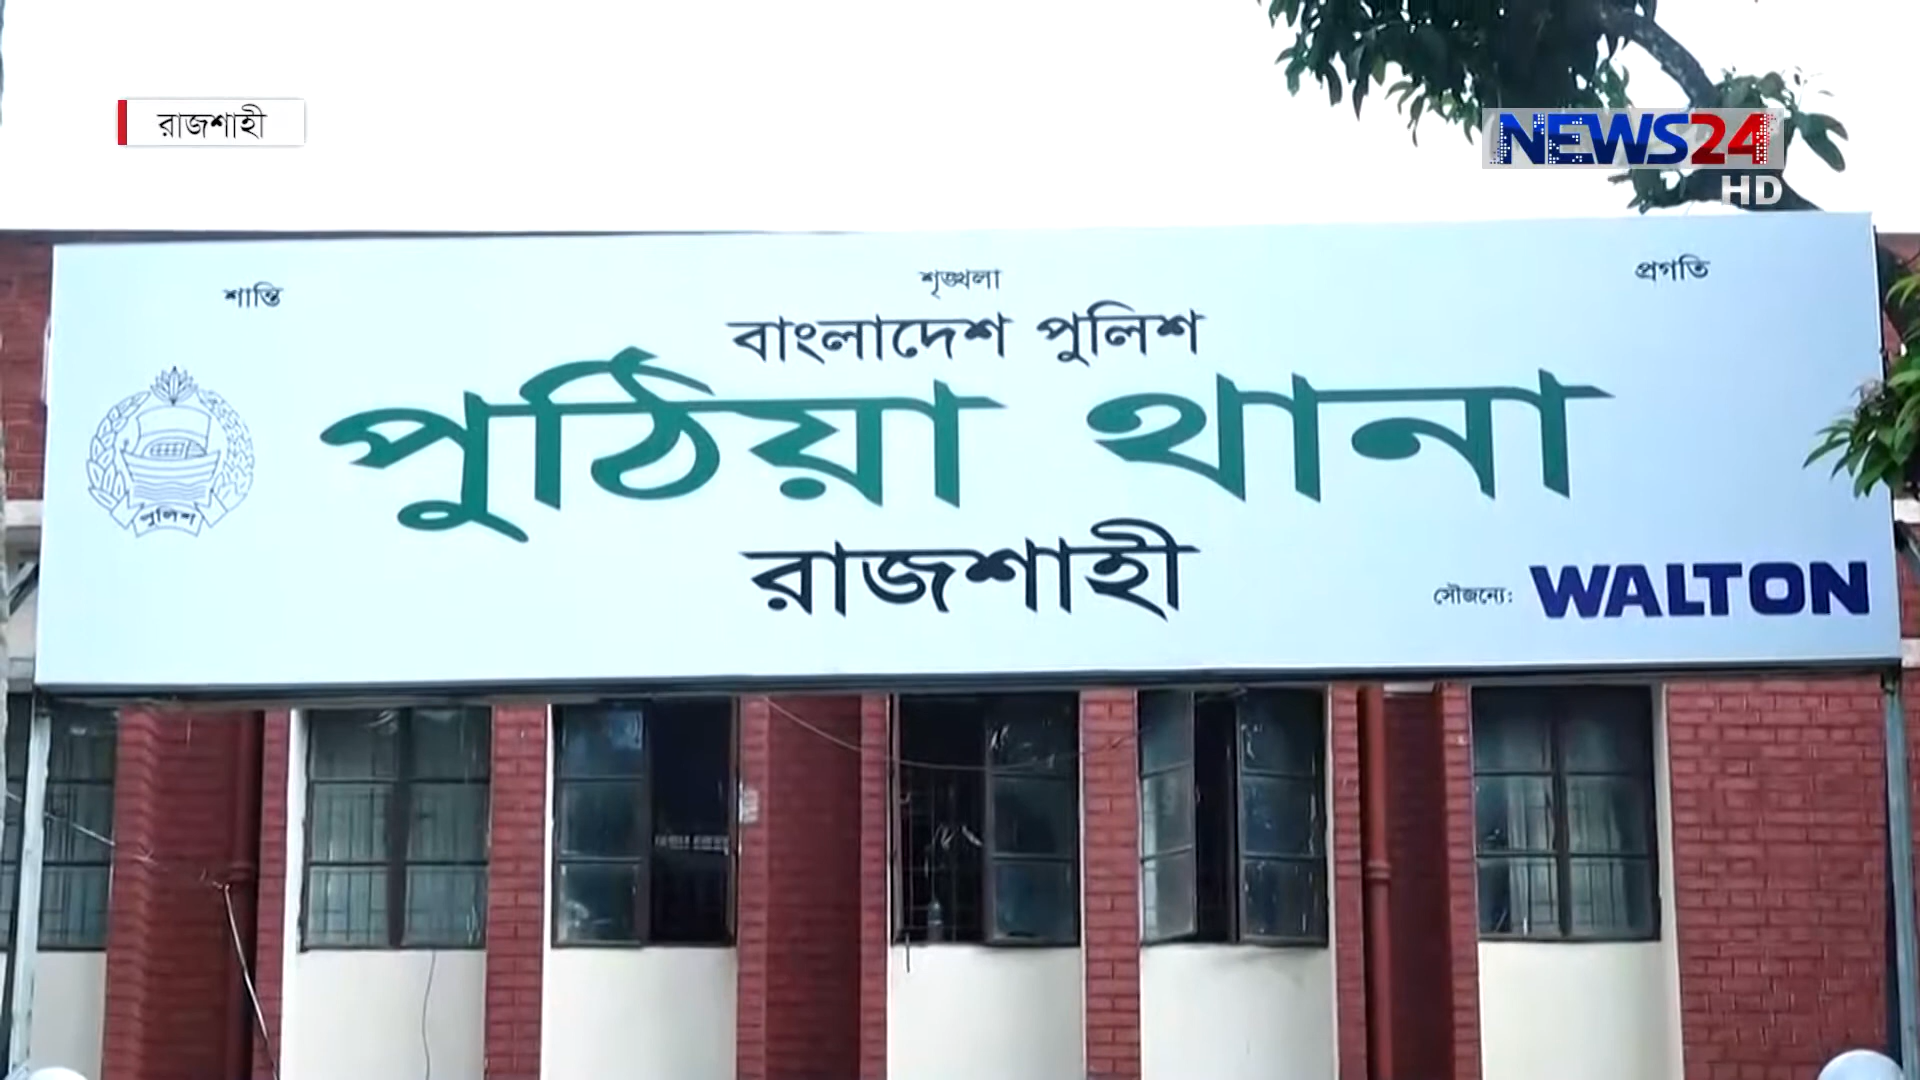 রাজশাহী
NEWS24
HD
শান্তি
শৃঙ্খলা
প্রগতি
বাংলাদেশ পুলিশ
পুঠিয়া থানা
পুলিশ
রাজশাহী
সৌজন্যে: WALTON